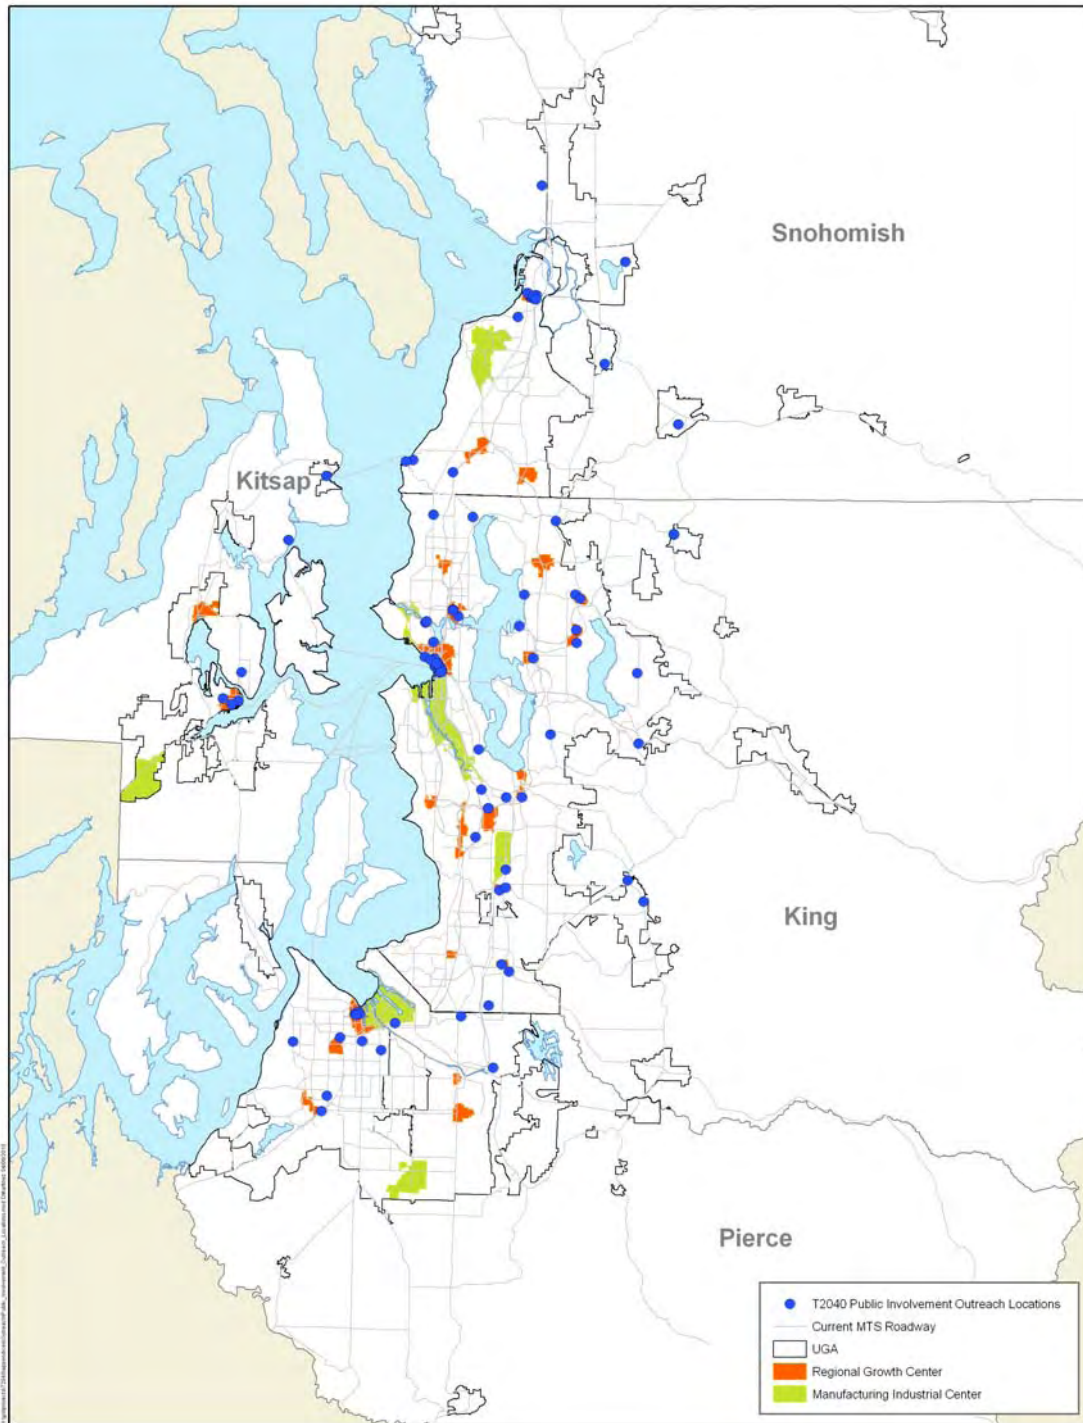 Snohomish
Kitsap
King
Pierce
T2040 Public Involvement Outreach Locations
Current MTS Roadway
UGA
Regional Growth Center
Manufacturing Industrial Center